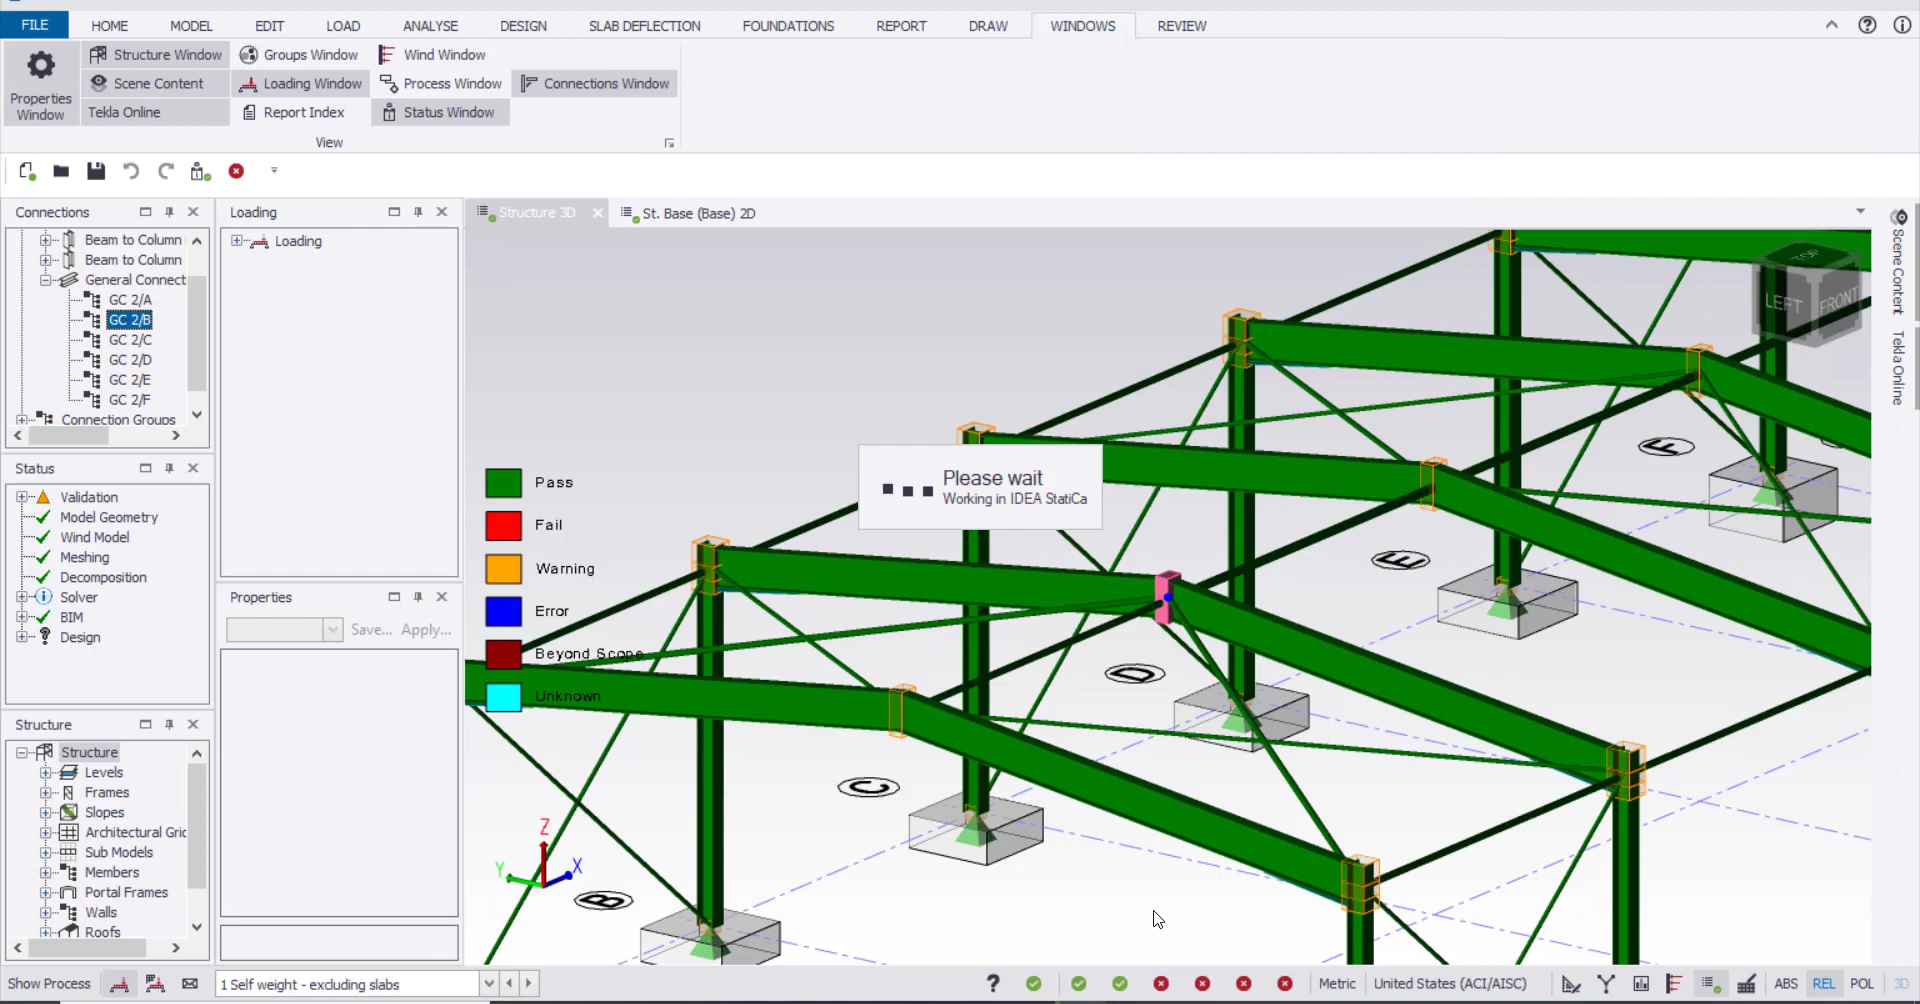 FILE HOME MODEL EDIT LOAD ANALYSE DESIGN SLAB DEFLECTION FOUNDATIONS REPORT DRAW WINDOWS REVIEW
Properties Window
Structure Window Groups Window Wind Window
Scene Content Loading Window Process Window Connections Window
Tekla Online Report Index Status Window
View
Connections
Beam to Column
Beam to Column
General Connect
GC 2/A
GC 2/B
GC 2/C
GC 2/D
GC 2/E
GC 2/F
Connection Groups
Status
Validation
Model Geometry
Wind Model
Meshing
Decomposition
Solver
BIM
Design
Structure
Structure
Levels
Frames
Slopes
Architectural Gric
Sub Models
Members
Portal Frames
Walls
Roofs
Loading
Loading
Properties
Save... Apply...
Structure 3D St. Base (Base) 2D
Pass
Fail
Warning
Error
Beyond Scope
Unknown
Please wait
Working in IDEA StatiCa
TOP
LEFT FRONT
F
E
D
C
B
Z
Y X
Scene Content
Tekla Online
Show Process 1 Self weight - excluding slabs Metric United States (ACI/AISC) ABS REL POL 3D